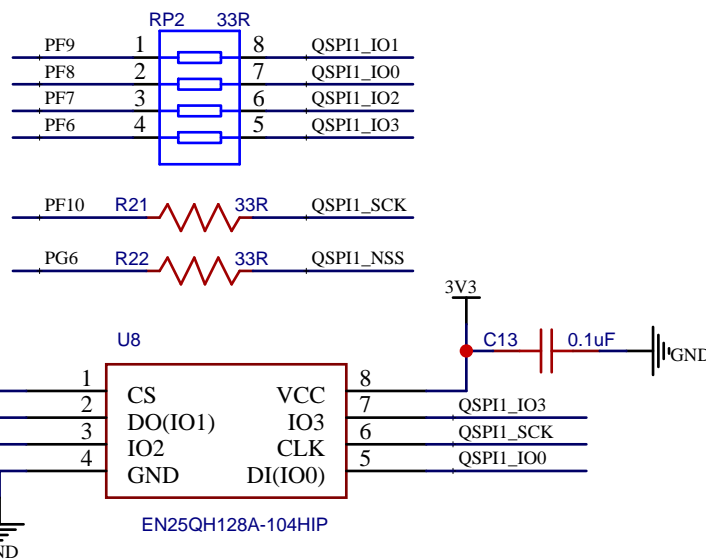 RP2 33R
PF9 1 8 QSPI1_IO1
PF8 2 7 QSPI1_IO0
PF7 3 6 QSPI1_IO2
PF6 4 5 QSPI1_IO3
PF10 R21 33R QSPI1_SCK
PG6 R22 33R QSPI1_NSS
3V3
U8 C13 0.1uF
GND
1 CS VCC 8
2 DO(IO1) IO3 7 QSPI1_IO3
3 IO2 CLK 6 QSPI1_SCK
4 GND DI(IO0) 5 QSPI1_IO0
EN25QH128A-104HIP
ND